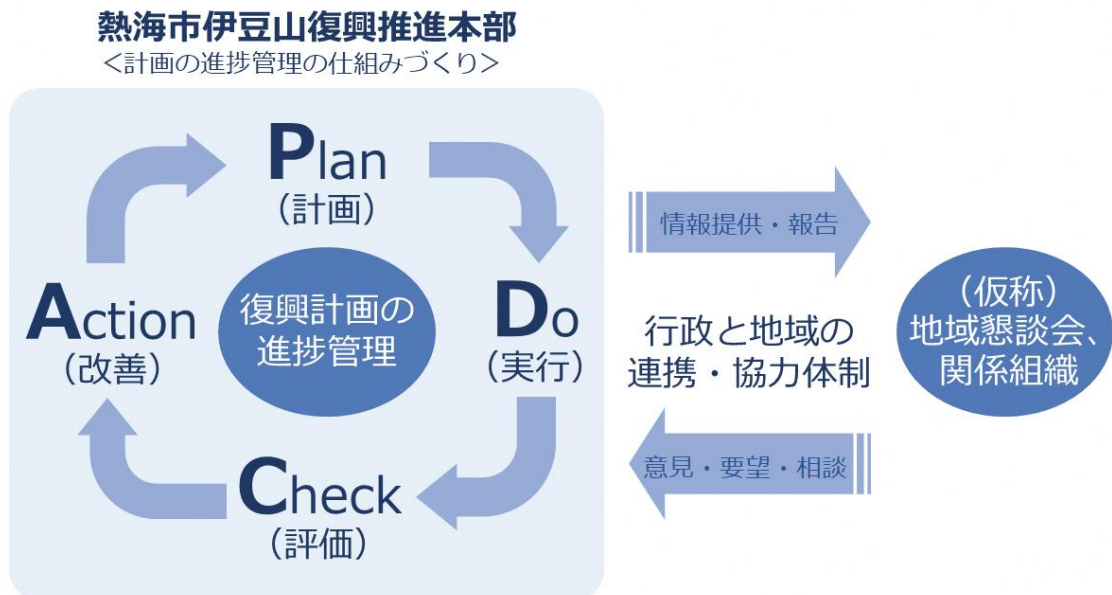 熱海市伊豆山復興推進本部
<計画の進捗管理の仕組みづくり>
Plan
(計画)
Do
(実行)
Check
(評価)
Action
(改善)
復興計画の
進捗管理
情報提供・報告
行政と地域の
連携・協力体制
意見・要望・相談
(仮称)
地域懇談会、
関係組織